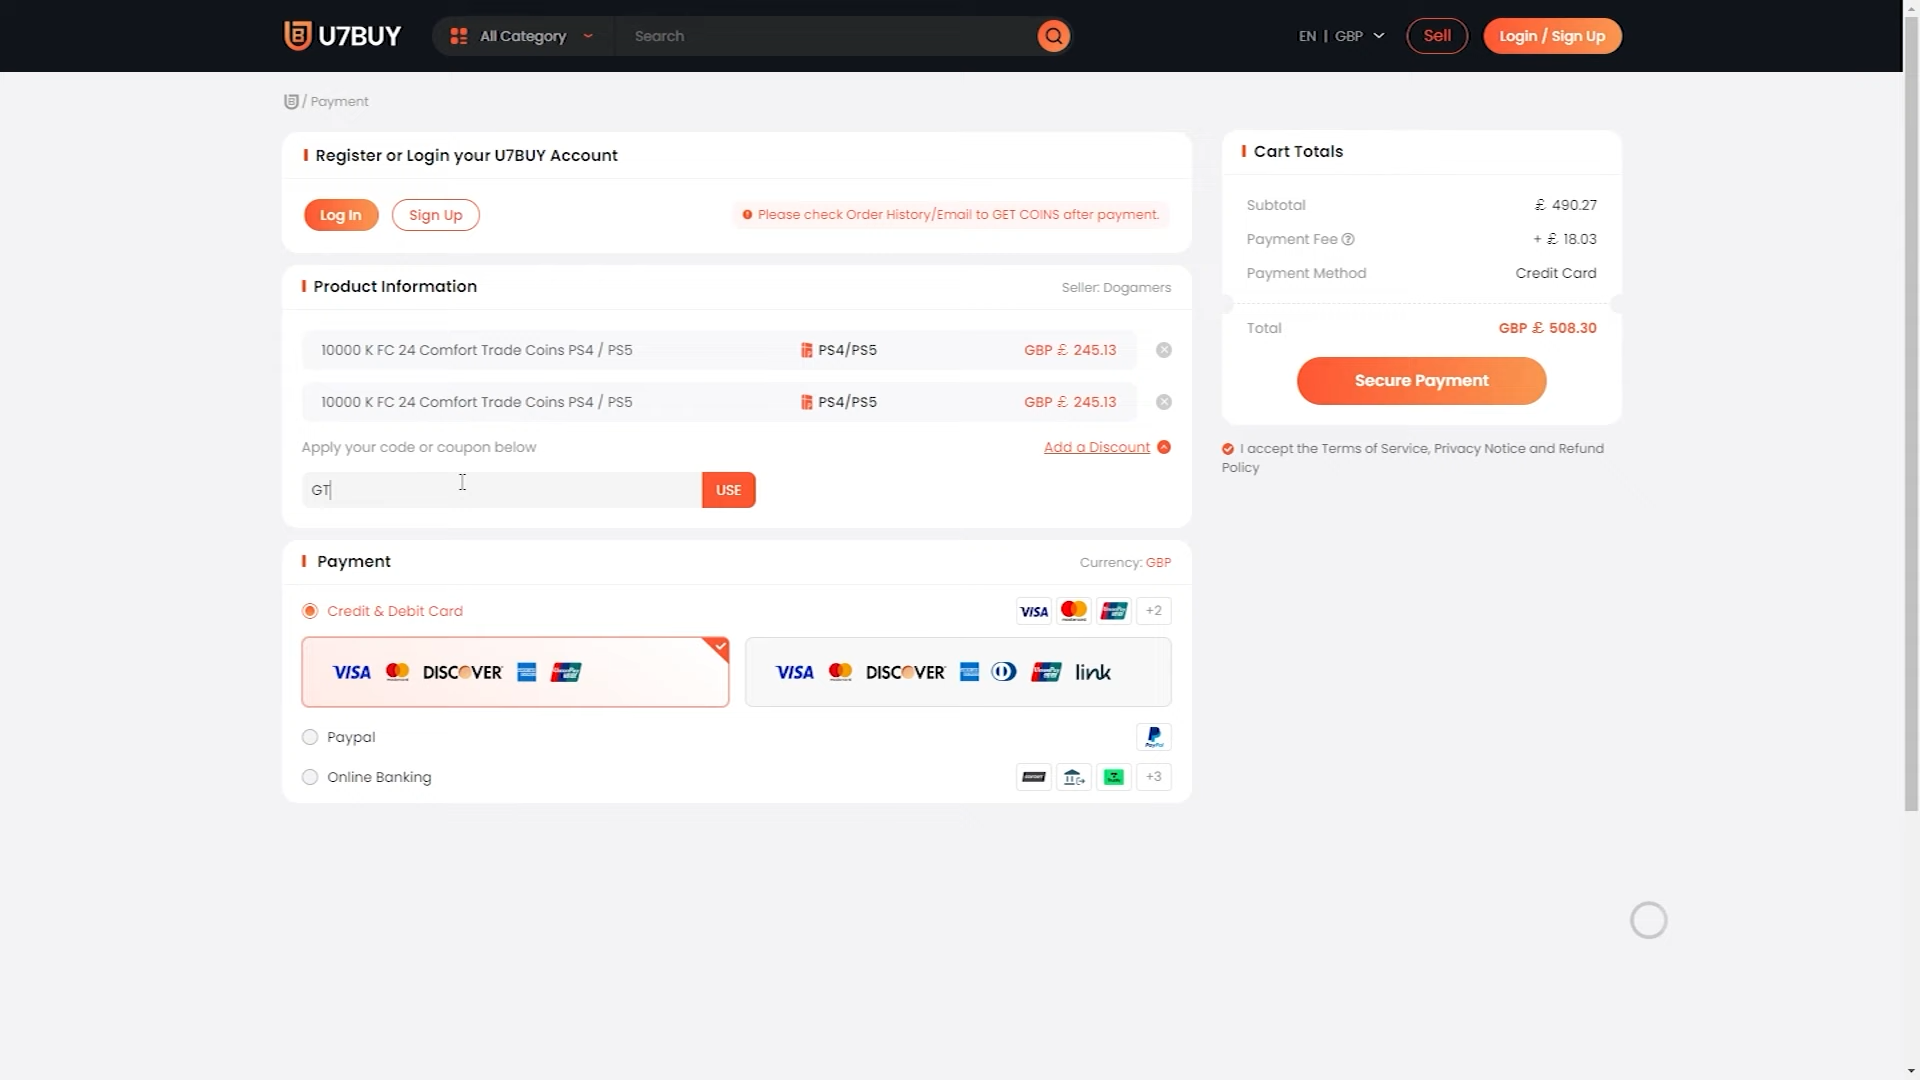 U7BUY
All Category
Search
EN | GBP
Sell
Login / Sign Up
/ Payment
Register or Login your U7BUY Account
Log In
Sign Up
Please check Order History/Email to GET COINS after payment.
Product Information
Seller: Dogamers
10000 K FC 24 Comfort Trade Coins PS4 / PS5
PS4/PS5
GBP £ 245.13
10000 K FC 24 Comfort Trade Coins PS4 / PS5
PS4/PS5
GBP £ 245.13
Apply your code or coupon below
Add a Discount
GT
USE
Payment
Currency: GBP
Credit & Debit Card
VISA
+2
VISA DISCOVER
VISA DISCOVER link
Paypal
PayPal
Online Banking
+3
Cart Totals
Subtotal
£ 490.27
Payment Fee
+ £ 18.03
Payment Method
Credit Card
Total
GBP £ 508.30
Secure Payment
I accept the Terms of Service, Privacy Notice and Refund
Policy